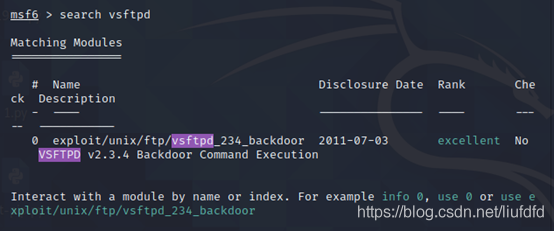 msf6 > search vsftpd
Matching Modules
================
# Name Disclosure Date Rank Che
ck Description
- ---- --------------- ---- ---
-- -----------
0 exploit/unix/ftp/vsftpd_234_backdoor 2011-07-03 excellent No
VSFTPD v2.3.4 Backdoor Command Execution
Interact with a module by name or index. For example info 0, use 0 or use e
xploit/unix/ftp/vsftpd_234_backdoor
https://blog.csdn.net/liufdfd